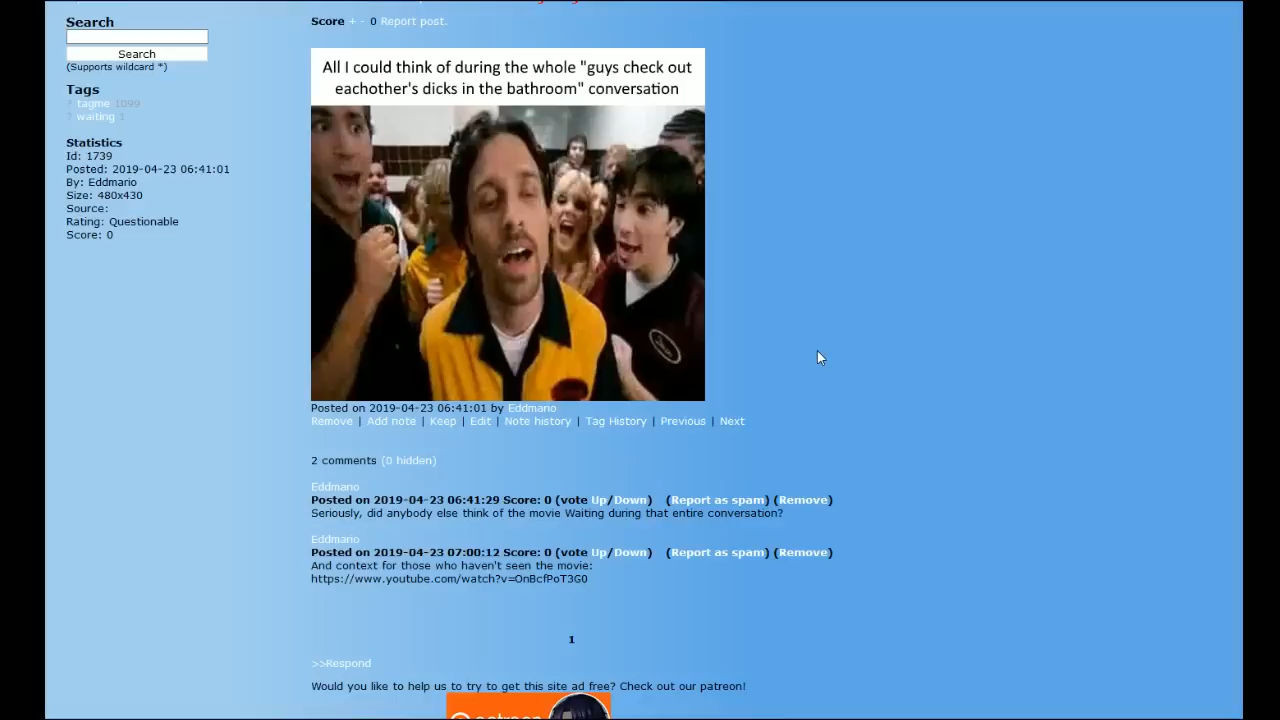 Search
Search
(Supports wildcard *)
Tags
? tagme 1099
? waiting 1
Statistics
Id: 1739
Posted: 2019-04-23 06:41:01
By: Eddmario
Size: 480x430
Source:
Rating: Questionable
Score: 0
Score + - 0 Report post.
All I could think of during the whole "guys check out
eachother's dicks in the bathroom" conversation
Posted on 2019-04-23 06:41:01 by Eddmario
Remove | Add note | Keep | Edit | Note history | Tag History | Previous | Next
2 comments (0 hidden)
Eddmario
Posted on 2019-04-23 06:41:29 Score: 0 (vote Up/Down) (Report as spam) (Remove)
Seriously, did anybody else think of the movie Waiting during that entire conversation?
Eddmario
Posted on 2019-04-23 07:00:12 Score: 0 (vote Up/Down) (Report as spam) (Remove)
And context for those who haven't seen the movie:
https://www.youtube.com/watch?v=OnBcfPoT3G0
1
>>Respond
Would you like to help us to try to get this site ad free? Check out our patreon!
patreon